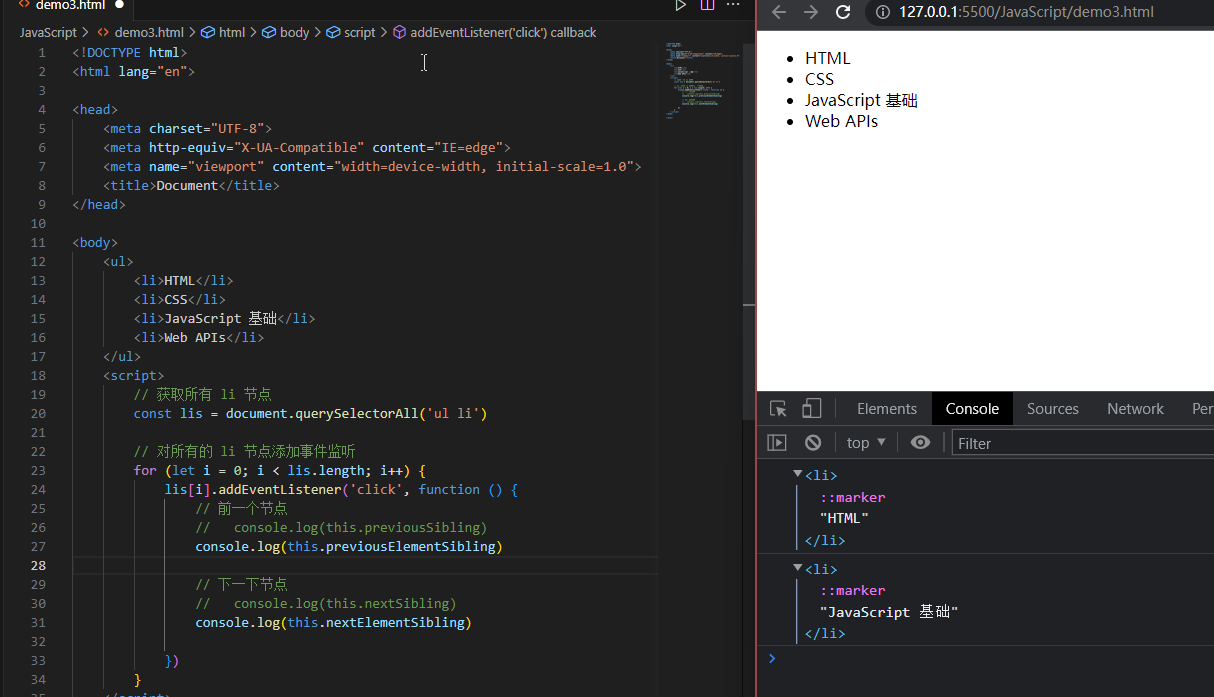 demo3.html
JavaScript > demo3.html > html > body > script > addEventListener('click') callback
1 <!DOCTYPE html>
2 <html lang="en">
3
4 <head>
5 <meta charset="UTF-8">
6 <meta http-equiv="X-UA-Compatible" content="IE=edge">
7 <meta name="viewport" content="width=device-width, initial-scale=1.0">
8 <title>Document</title>
9 </head>
10
11 <body>
12 <ul>
13 <li>HTML</li>
14 <li>CSS</li>
15 <li>JavaScript 基础</li>
16 <li>Web APIs</li>
17 </ul>
18 <script>
19 // 获取所有 li 节点
20 const lis = document.querySelectorAll('ul li')
21
22 // 对所有的 li 节点添加事件监听
23 for (let i = 0; i < lis.length; i++) {
24 lis[i].addEventListener('click', function () {
25 // 前一个节点
26 // console.log(this.previousSibling)
27 console.log(this.previousElementSibling)
28
29 // 下一下节点
30 // console.log(this.nextSibling)
31 console.log(this.nextElementSibling)
32
33 })
34 }
35 </script>
127.0.0.1:5500/JavaScript/demo3.html
HTML
CSS
JavaScript 基础
Web APIs
Elements Console Sources Network Per
top Filter
<li>
::marker
"HTML"
</li>
<li>
::marker
"JavaScript 基础"
</li>